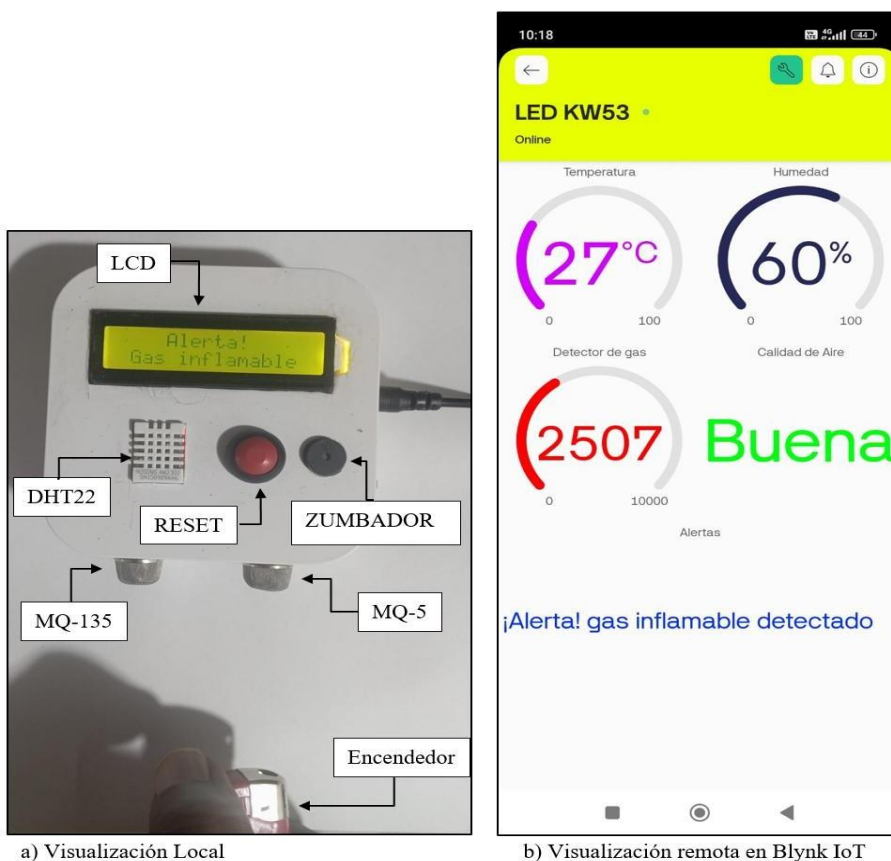 LCD
Alerta!
Gas inflamable
DHT22
RESET
ZUMBADOR
MQ-135
MQ-5
Encendedor
a) Visualización Local
10:18
4G
44
LED KW53
Online
Temperatura
27°C
0 100
Humedad
60%
0 100
Detector de gas
2507
0 10000
Calidad de Aire
Buena
Alertas
¡Alerta! gas inflamable detectado
b) Visualización remota en Blynk IoT